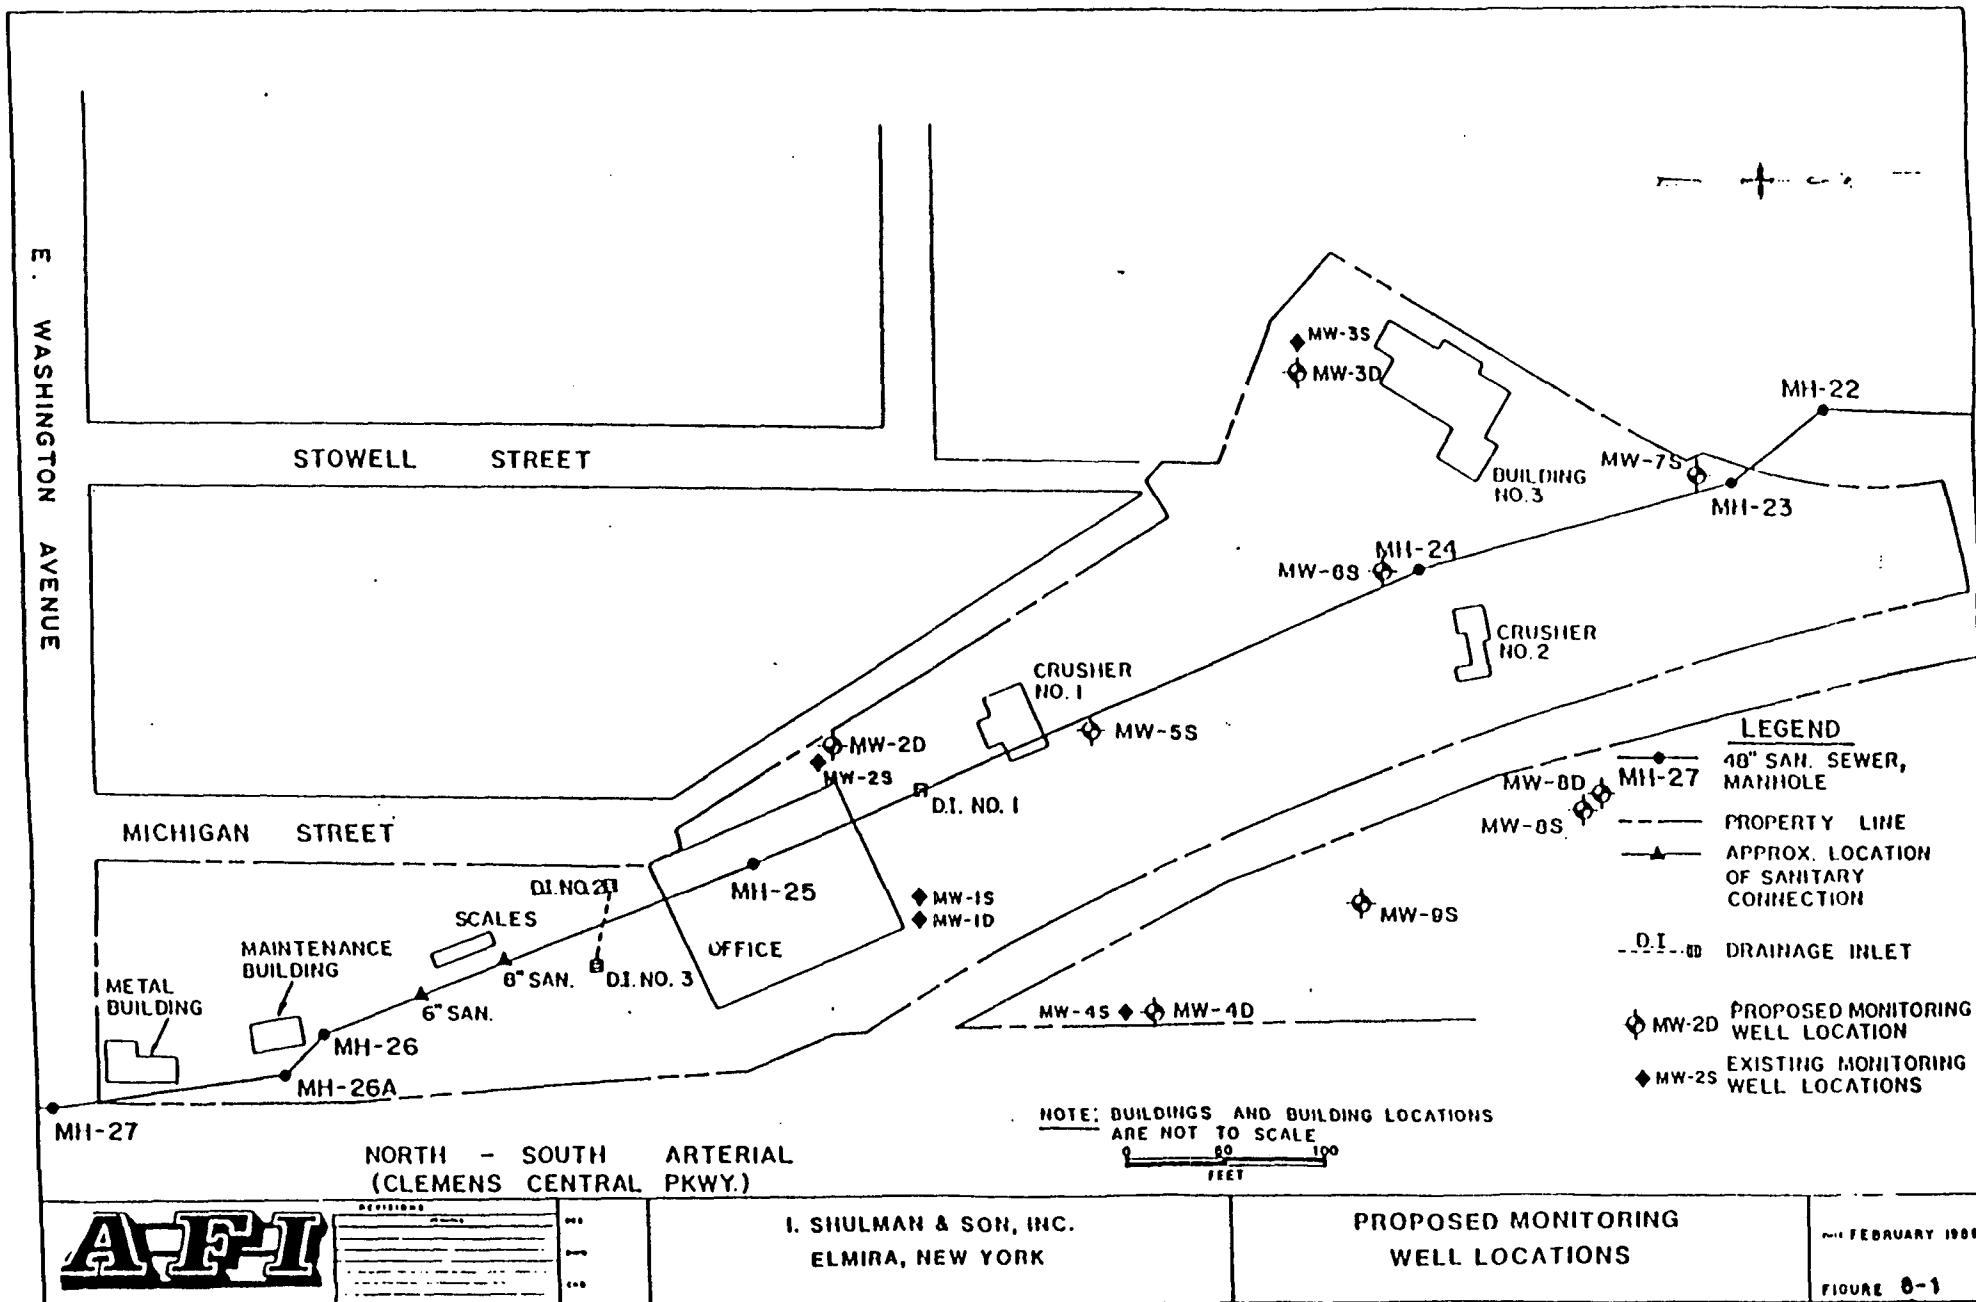 E. WASHINGTON AVENUE
STOWELL STREET
MICHIGAN STREET
MW-3S
MW-3D
MH-22
MW-7S
BUILDING
NO.3
MH-23
MH-24
MW-6S
CRUSHER
NO.2
CRUSHER
NO.1
MW-5S
MW-2D
MW-2S
D.I. NO. 1
MH-25
D.I.NO.2
MW-1S
MW-1D
SCALES
OFFICE
MAINTENANCE
BUILDING
8" SAN.
D.I.NO. 3
METAL
BUILDING
6" SAN.
MH-26
MH-26A
MH-27
MW-8D
MW-8S
MW-9S
MW-4S
MW-4D
LEGEND
MH-27
48" SAN. SEWER,
MANHOLE
PROPERTY LINE
APPROX. LOCATION
OF SANITARY
CONNECTION
D.I.
DRAINAGE INLET
MW-2D
PROPOSED MONITORING
WELL LOCATION
MW-2S
EXISTING MONITORING
WELL LOCATIONS
NOTE: BUILDINGS AND BUILDING LOCATIONS
ARE NOT TO SCALE
0 100
FEET
NORTH - SOUTH ARTERIAL
(CLEMENS CENTRAL PKWY.)
AFI
REVISIONS
I. SHULMAN & SON, INC.
ELMIRA, NEW YORK
PROPOSED MONITORING
WELL LOCATIONS
FEBRUARY
FIGURE 8-1